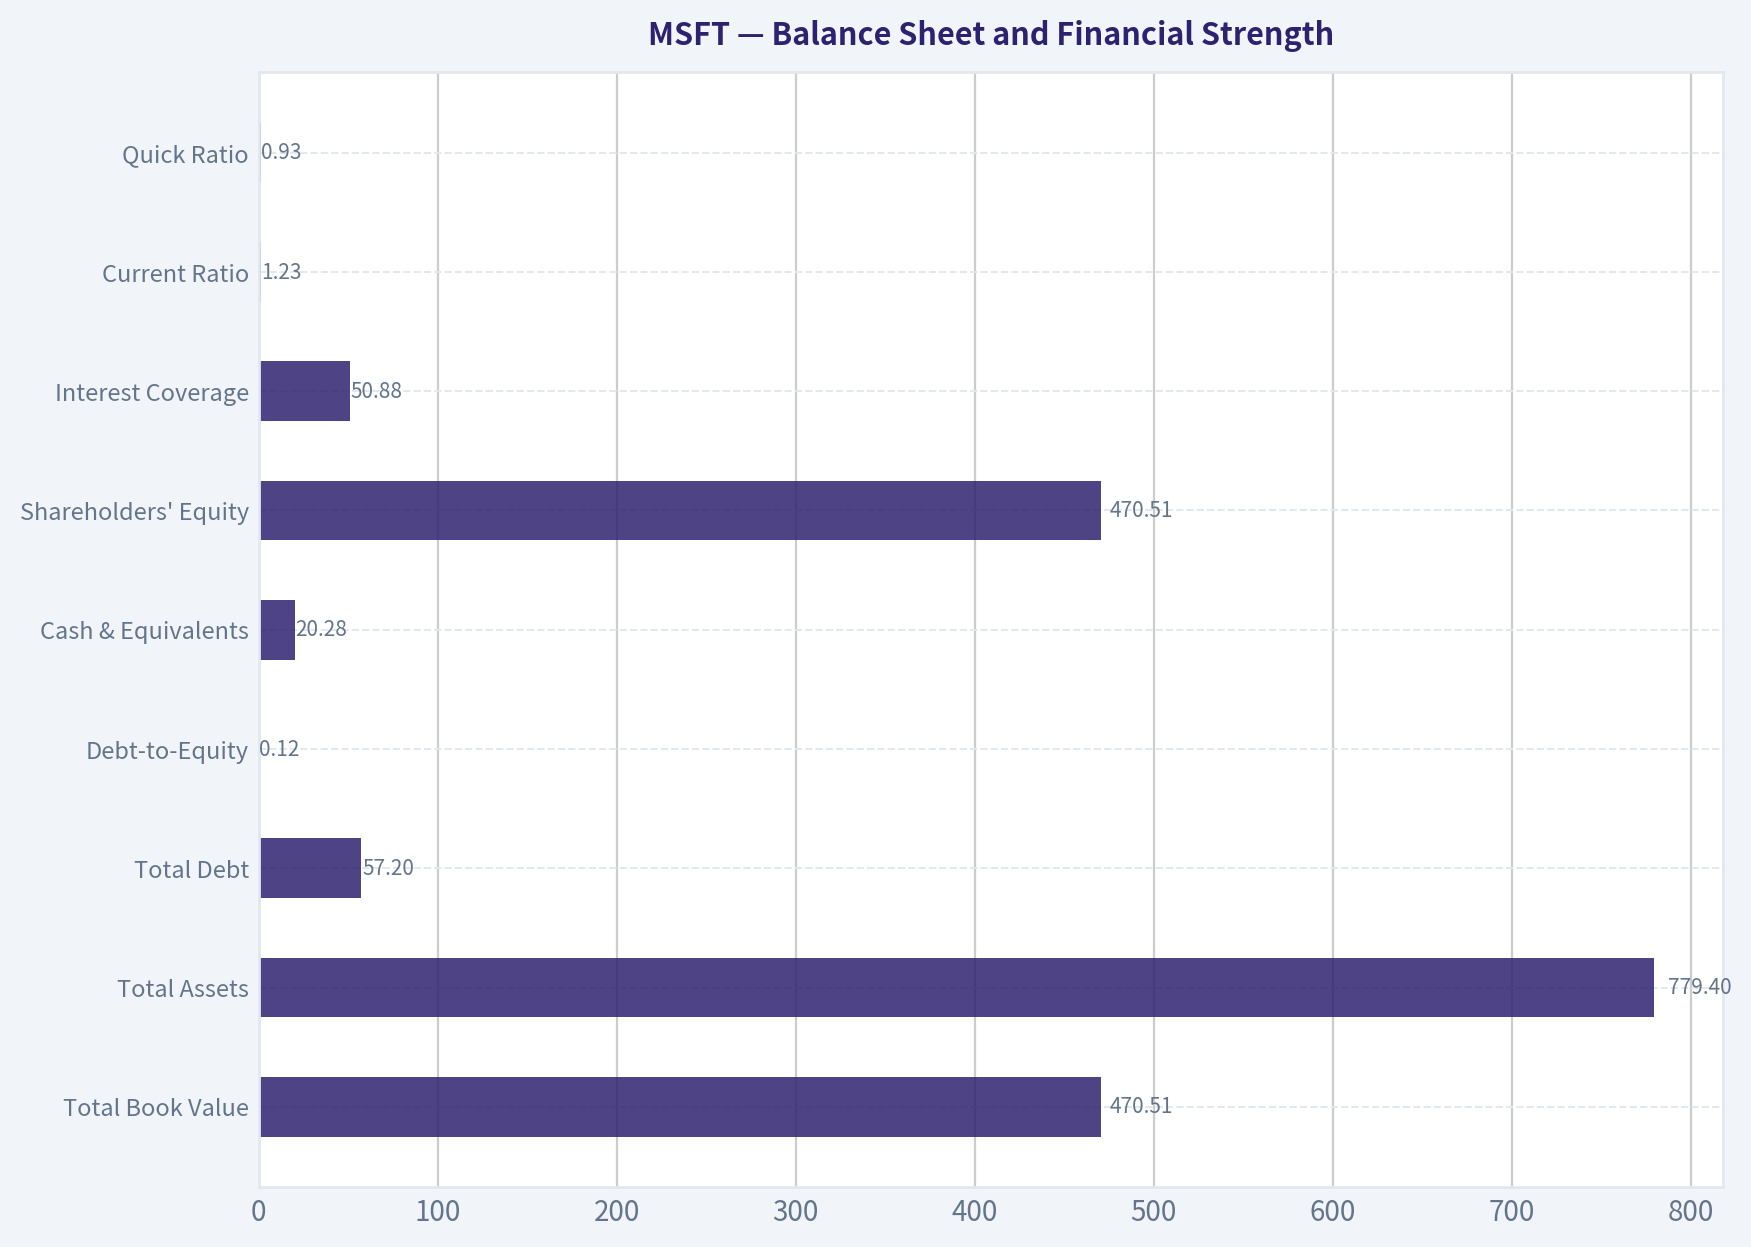 MSFT — Balance Sheet and Financial Strength
Quick Ratio 0.93
Current Ratio 1.23
Interest Coverage 50.88
Shareholders' Equity 470.51
Cash & Equivalents 20.28
Debt-to-Equity 0.12
Total Debt 57.20
Total Assets 779.40
Total Book Value 470.51
0 100 200 300 400 500 600 700 800